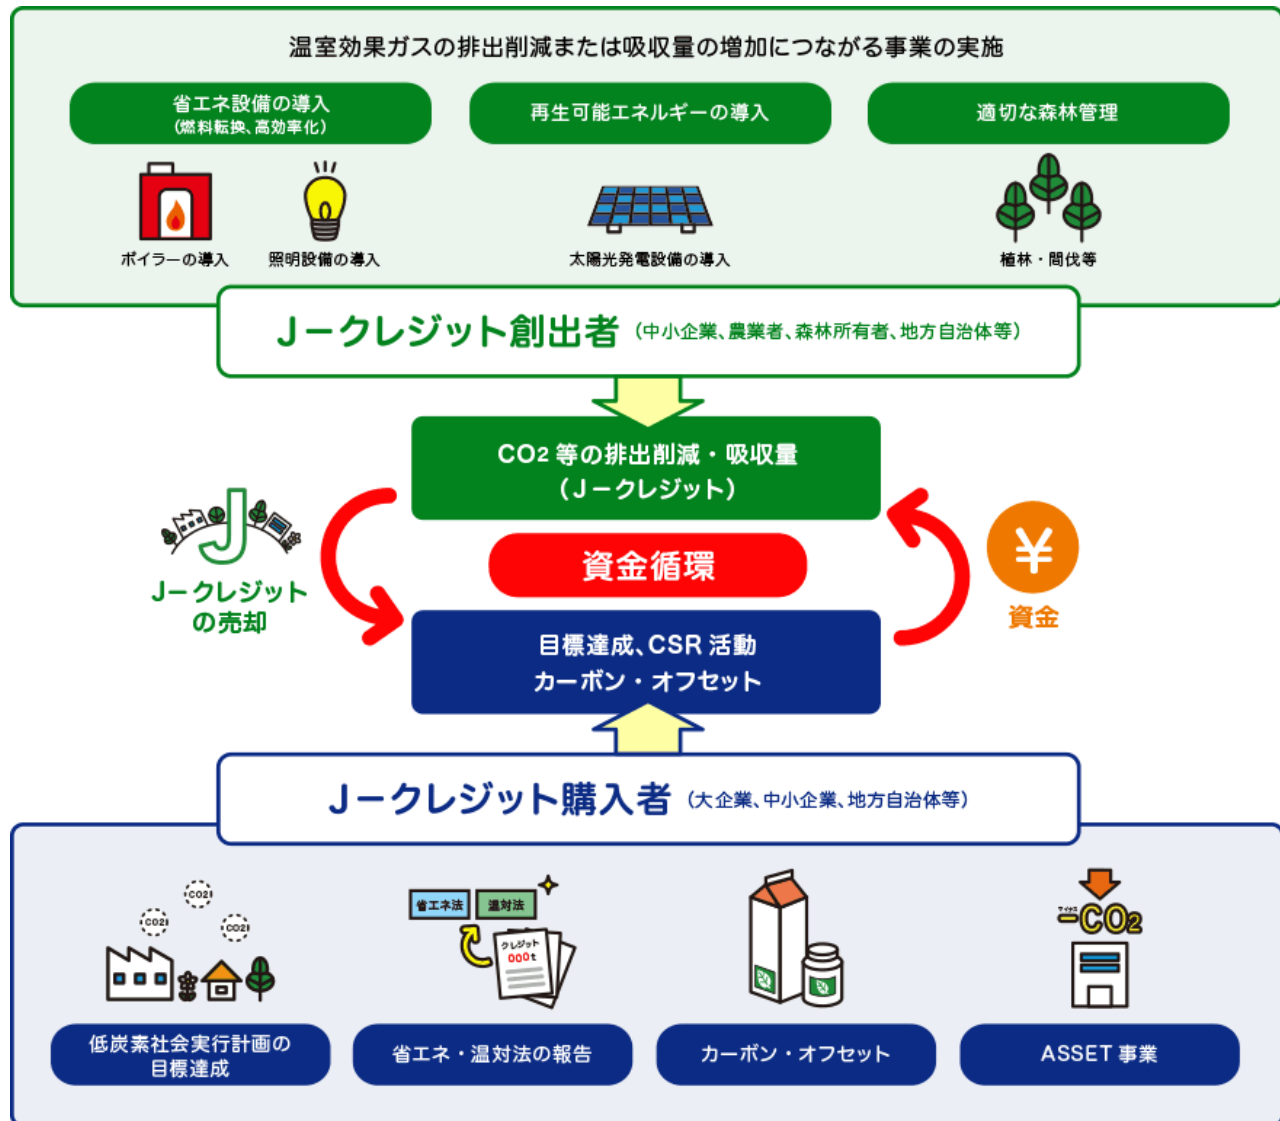 温室効果ガスの排出削減または吸収量の増加につながる事業の実施
省エネ設備の導入
(燃料転換、高効率化)
再生可能エネルギーの導入
適切な森林管理
ボイラーの導入
照明設備の導入
太陽光発電設備の導入
植林・間伐等
J-クレジット創出者 (中小企業、農業者、森林所有者、地方自治体等)
CO2 等の排出削減・吸収量
(J-クレジット)
J
J-クレジット
の売却
資金循環
¥
資金
目標達成、CSR 活動
カーボン・オフセット
J-クレジット購入者 (大企業、中小企業、地方自治体等)
CO2
CO2
CO2
省エネ法
温対法
クレジット
000t
マイナス
-CO2
低炭素社会実行計画の
目標達成
省エネ・温対法の報告
カーボン・オフセット
ASSET 事業